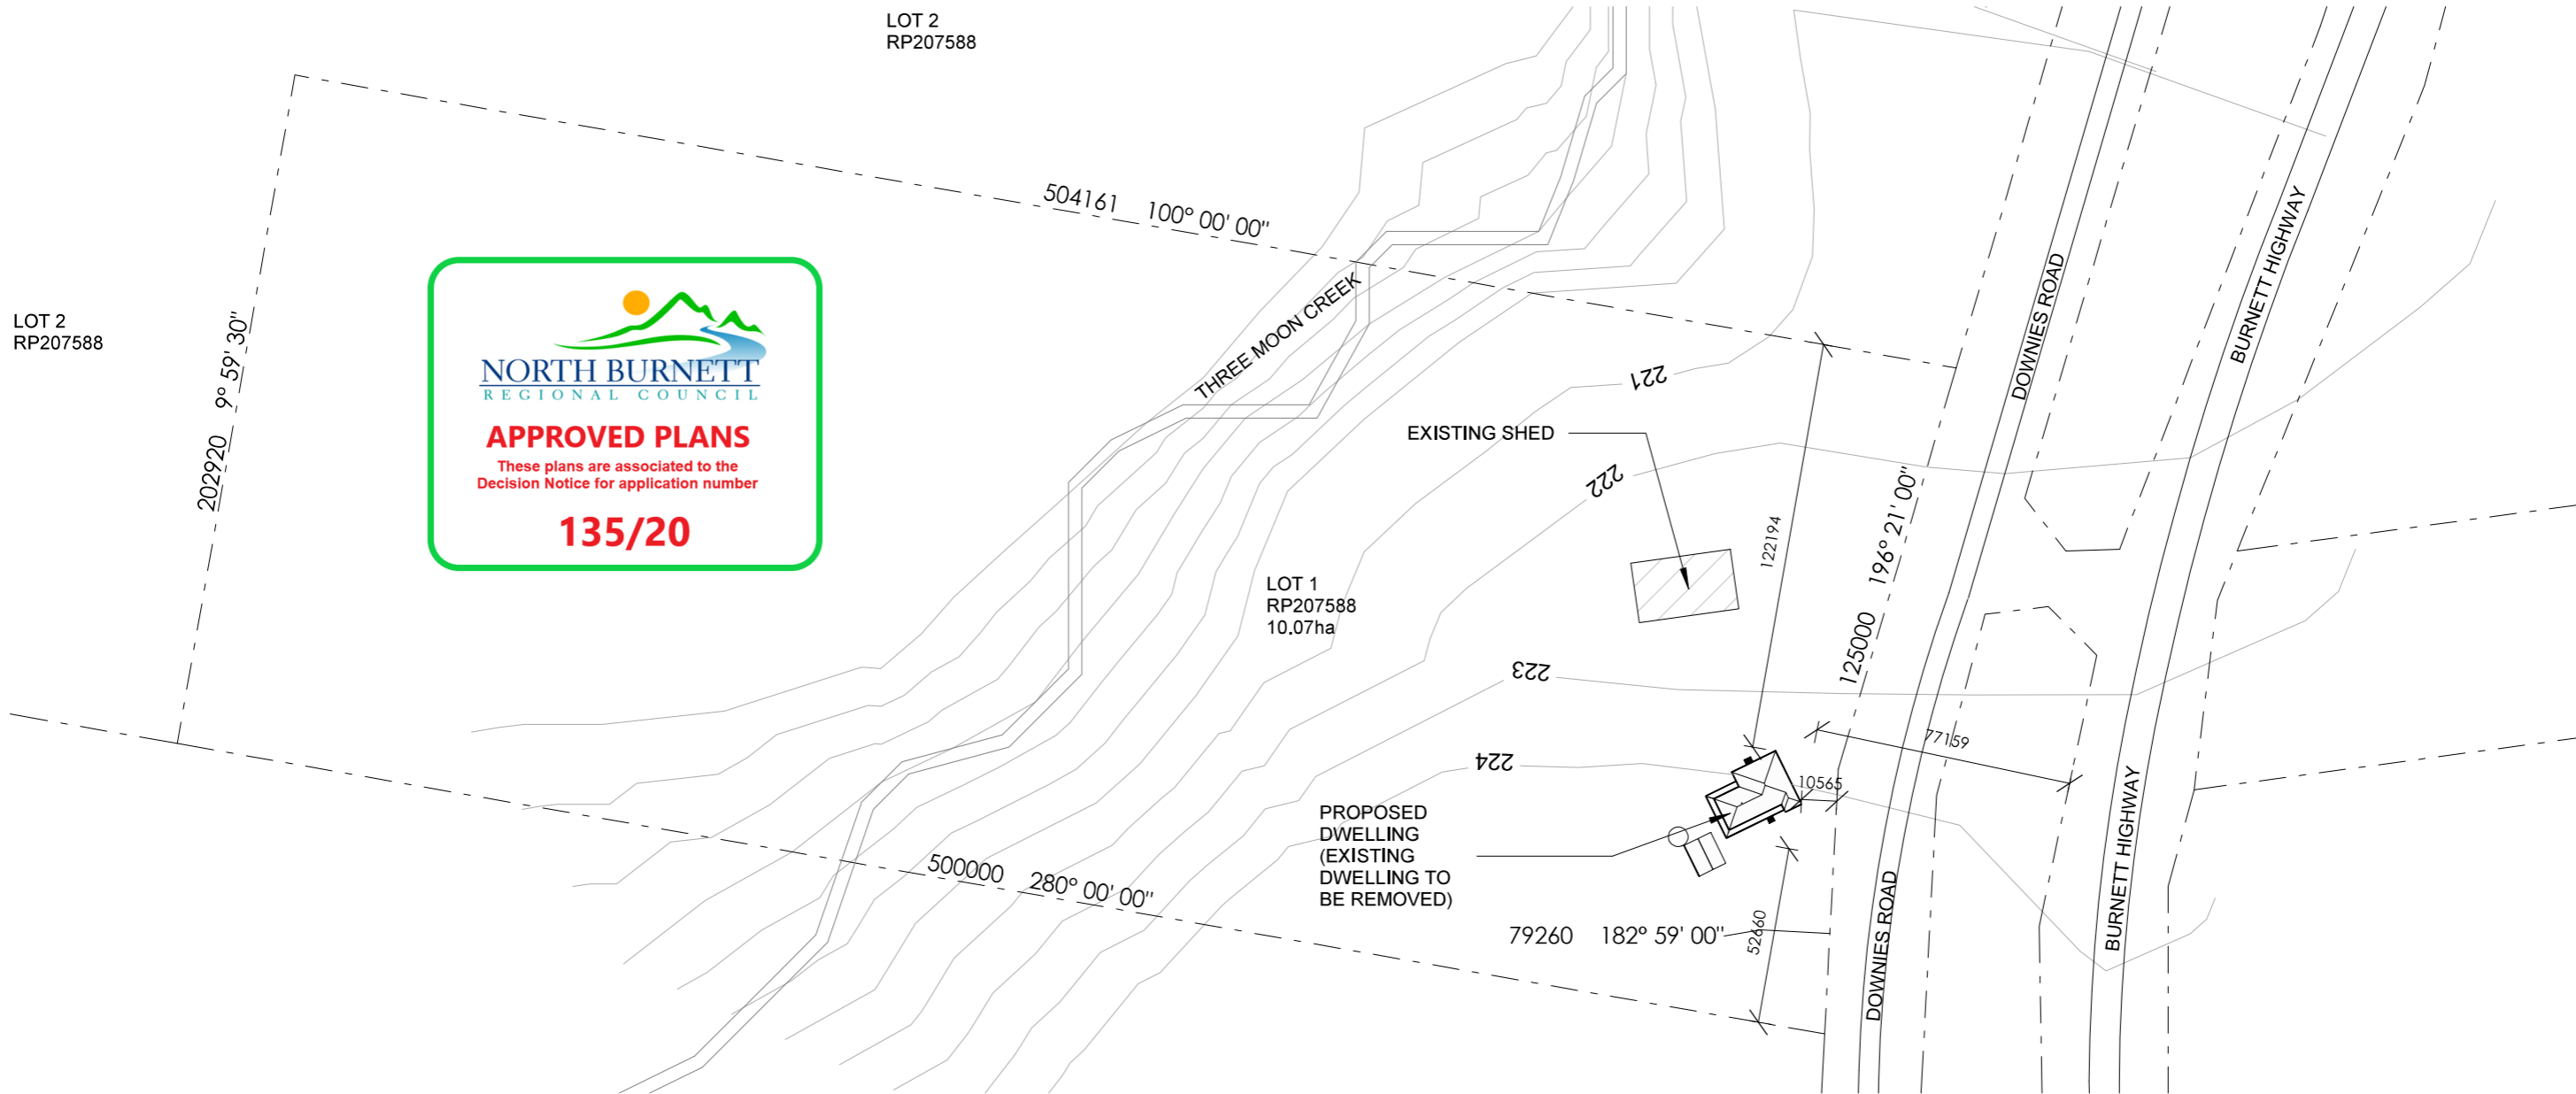 LOT 2
RP207588
504161 100° 00' 00"
LOT 2
RP207588
202920 9° 59' 30"
NORTH BURNETT
REGIONAL COUNCIL
APPROVED PLANS
These plans are associated to the
Decision Notice for application number
135/20
THREE MOON CREEK
DOWNIES ROAD
BURNETT HIGHWAY
221
EXISTING SHED
222
122194
125000 196° 21' 00"
LOT 1
RP207588
10.07ha
223
224
77159
10565
PROPOSED
DWELLING
(EXISTING
DWELLING TO
BE REMOVED)
500000 280° 00' 00"
79260 182° 59' 00"
52660
DOWNIES ROAD
BURNETT HIGHWAY